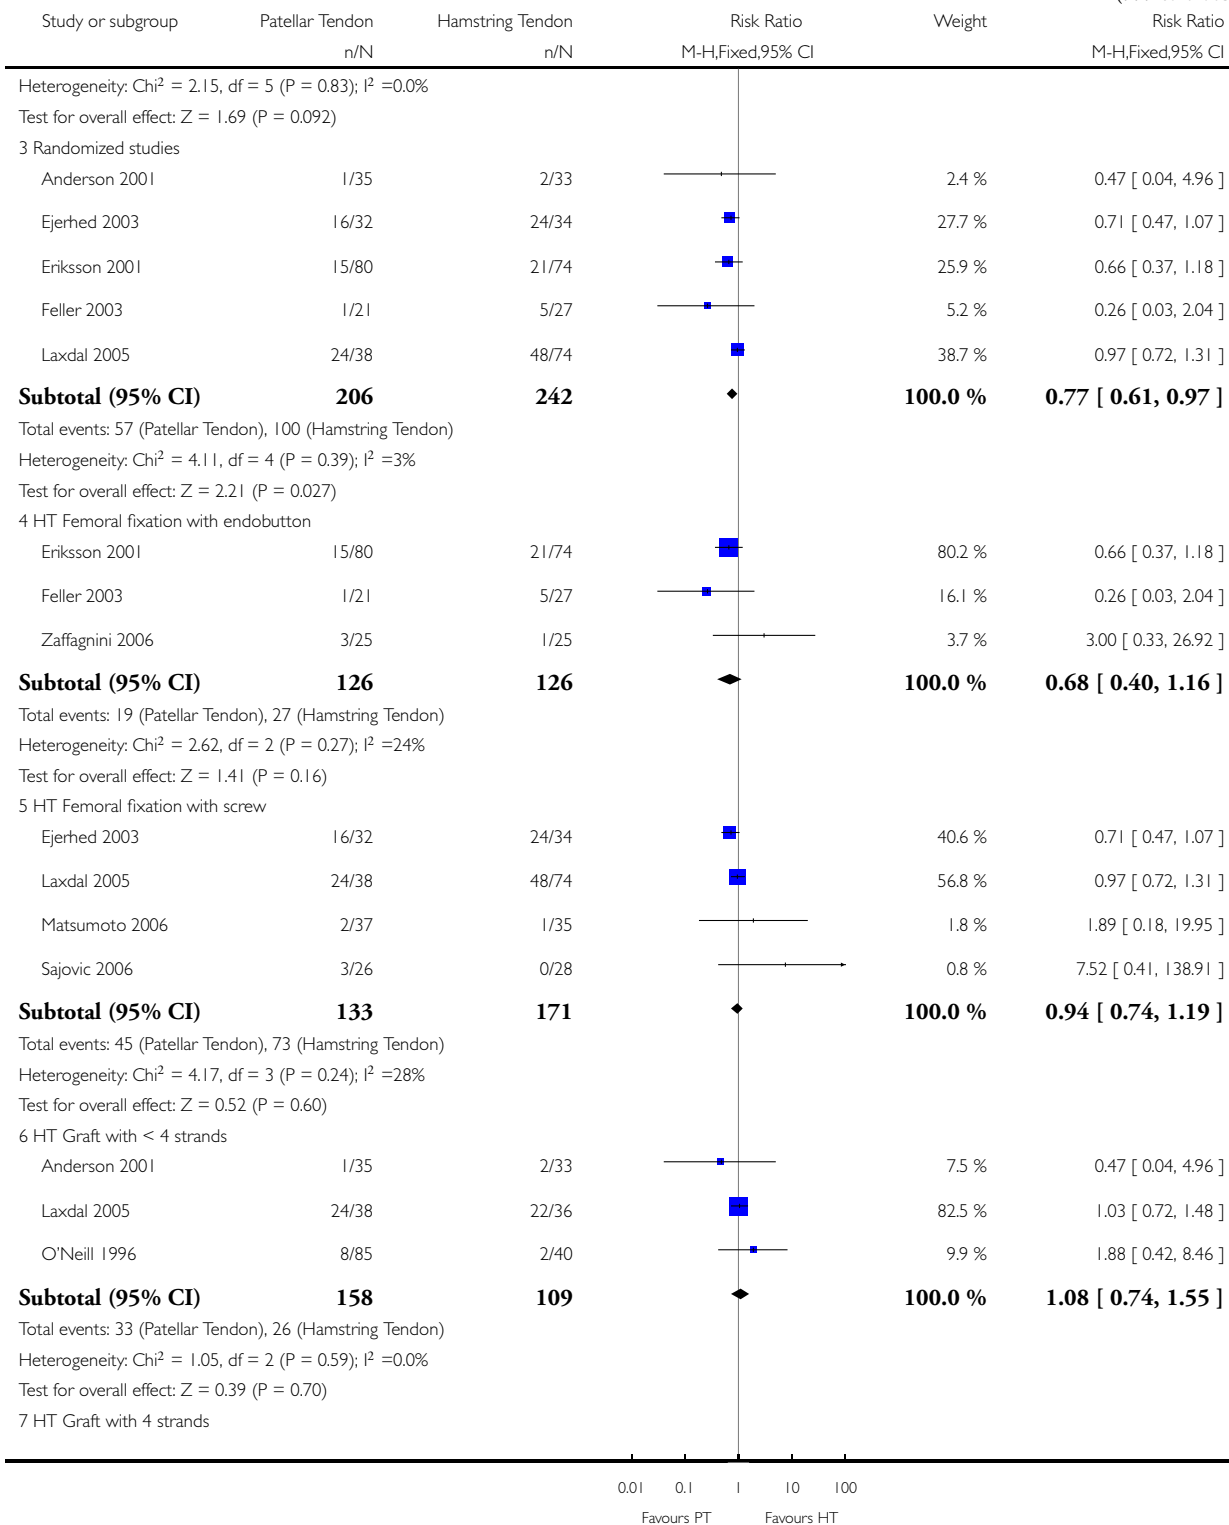 Study or subgroup Patellar Tendon Hamstring Tendon Risk Ratio Weight Risk Ratio
n/N n/N M-H,Fixed,95% CI M-H,Fixed,95% CI
Heterogeneity: Chi² = 2.15, df = 5 (P = 0.83); I² =0.0%
Test for overall effect: Z = 1.69 (P = 0.092)
3 Randomized studies
Anderson 2001 1/35 2/33 2.4 % 0.47 [ 0.04, 4.96 ]
Ejerhed 2003 16/32 24/34 27.7 % 0.71 [ 0.47, 1.07 ]
Eriksson 2001 15/80 21/74 25.9 % 0.66 [ 0.37, 1.18 ]
Feller 2003 1/21 5/27 5.2 % 0.26 [ 0.03, 2.04 ]
Laxdal 2005 24/38 48/74 38.7 % 0.97 [ 0.72, 1.31 ]
Subtotal (95% CI) 206 242 100.0 % 0.77 [ 0.61, 0.97 ]
Total events: 57 (Patellar Tendon), 100 (Hamstring Tendon)
Heterogeneity: Chi² = 4.11, df = 4 (P = 0.39); I² =3%
Test for overall effect: Z = 2.21 (P = 0.027)
4 HT Femoral fixation with endobutton
Eriksson 2001 15/80 21/74 80.2 % 0.66 [ 0.37, 1.18 ]
Feller 2003 1/21 5/27 16.1 % 0.26 [ 0.03, 2.04 ]
Zaffagnini 2006 3/25 1/25 3.7 % 3.00 [ 0.33, 26.92 ]
Subtotal (95% CI) 126 126 100.0 % 0.68 [ 0.40, 1.16 ]
Total events: 19 (Patellar Tendon), 27 (Hamstring Tendon)
Heterogeneity: Chi² = 2.62, df = 2 (P = 0.27); I² =24%
Test for overall effect: Z = 1.41 (P = 0.16)
5 HT Femoral fixation with screw
Ejerhed 2003 16/32 24/34 40.6 % 0.71 [ 0.47, 1.07 ]
Laxdal 2005 24/38 48/74 56.8 % 0.97 [ 0.72, 1.31 ]
Matsumoto 2006 2/37 1/35 1.8 % 1.89 [ 0.18, 19.95 ]
Sajovic 2006 3/26 0/28 0.8 % 7.52 [ 0.41, 138.91 ]
Subtotal (95% CI) 133 171 100.0 % 0.94 [ 0.74, 1.19 ]
Total events: 45 (Patellar Tendon), 73 (Hamstring Tendon)
Heterogeneity: Chi² = 4.17, df = 3 (P = 0.24); I² =28%
Test for overall effect: Z = 0.52 (P = 0.60)
6 HT Graft with < 4 strands
Anderson 2001 1/35 2/33 7.5 % 0.47 [ 0.04, 4.96 ]
Laxdal 2005 24/38 22/36 82.5 % 1.03 [ 0.72, 1.48 ]
O'Neill 1996 8/85 2/40 9.9 % 1.88 [ 0.42, 8.46 ]
Subtotal (95% CI) 158 109 100.0 % 1.08 [ 0.74, 1.55 ]
Total events: 33 (Patellar Tendon), 26 (Hamstring Tendon)
Heterogeneity: Chi² = 1.05, df = 2 (P = 0.59); I² =0.0%
Test for overall effect: Z = 0.39 (P = 0.70)
7 HT Graft with 4 strands
0.01 0.1 1 10 100
Favours PT Favours HT